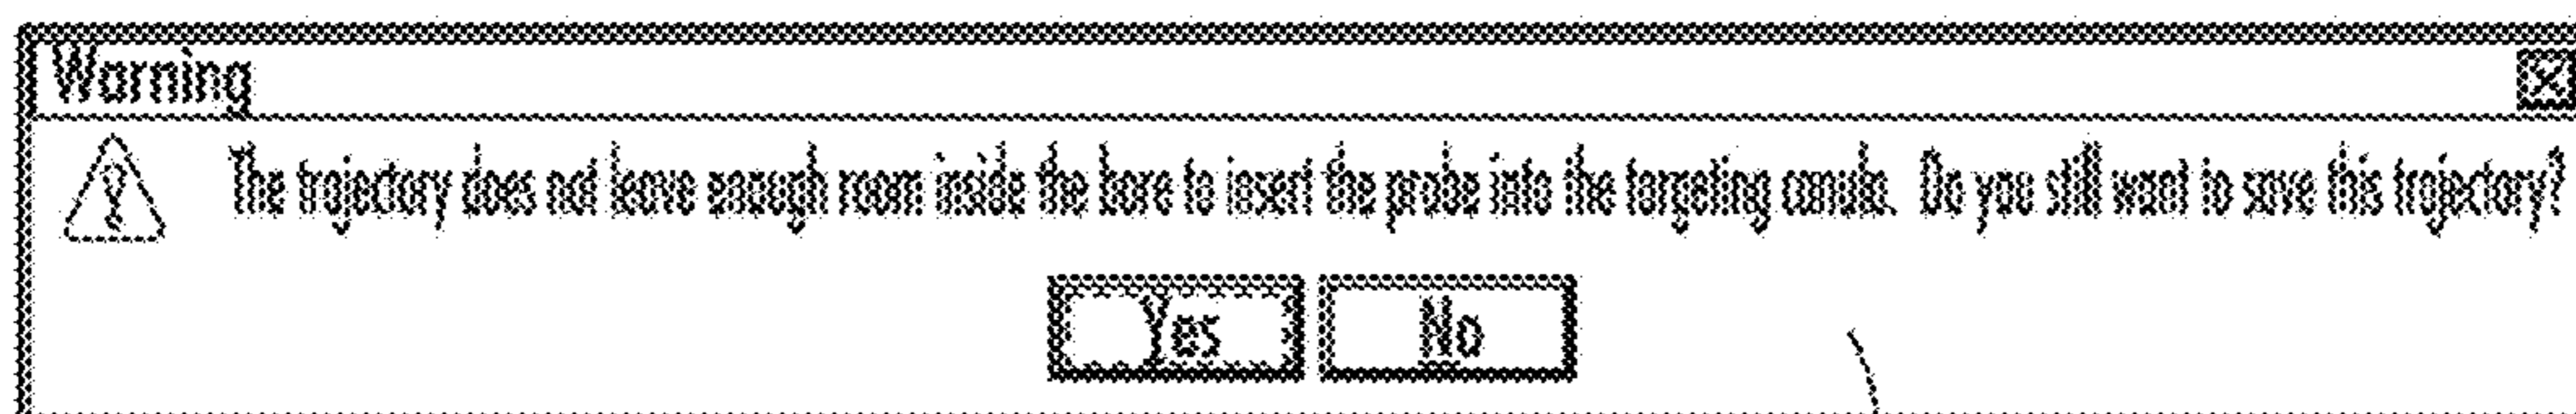 Warning
The trajectory does not leave enough room inside the bore to insert the probe into the targeting canula. Do you still want to save this trajectory?
Yes No